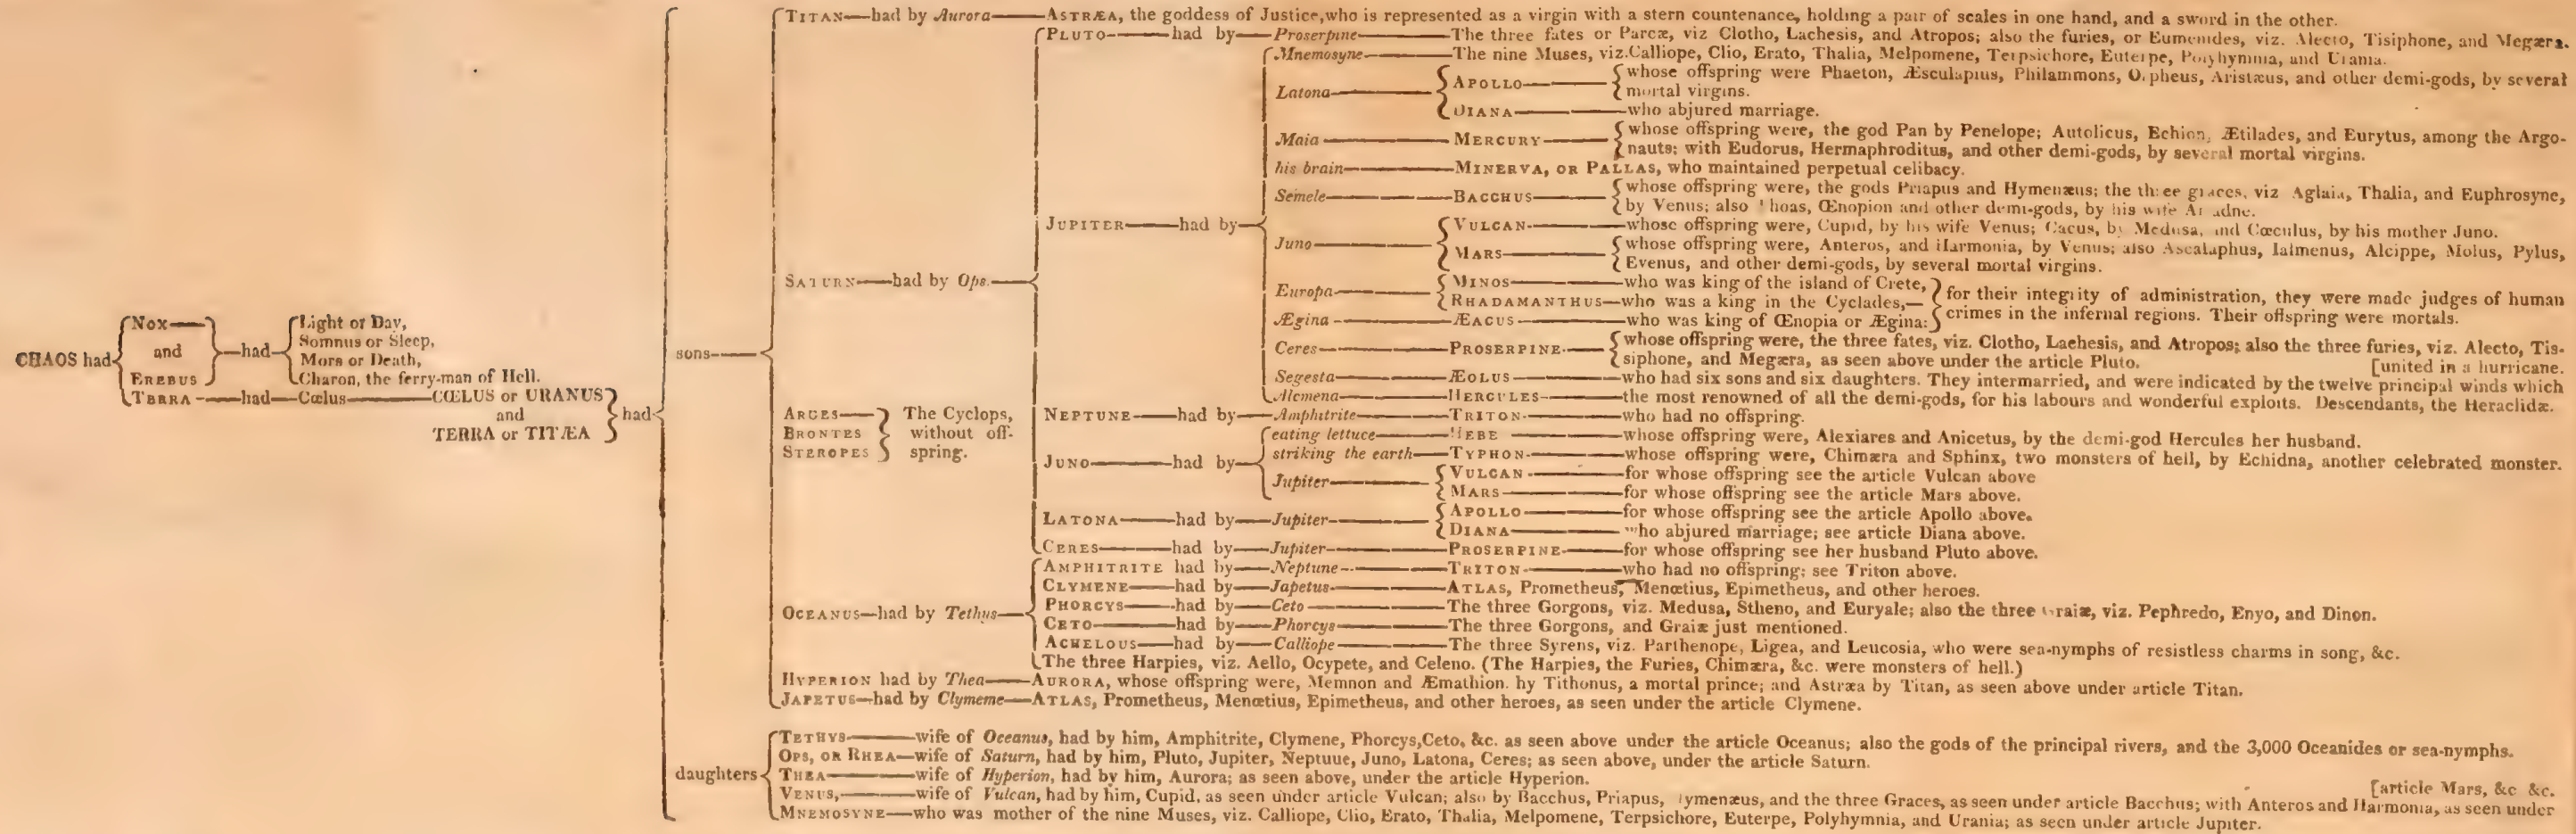 TITAN—had by Aurora—ASTRÆA, the goddess of Justice, who is represented as a virgin with a stern countenance, holding a pair of scales in one hand, and a sword in the other.
PLUTO—had by—Proserpine—The three fates or Parcæ, viz Clotho, Lachesis, and Atropos; also the furies, or Eumenides, viz. Alecto, Tisiphone, and Megæra.
Mnemosyne—The nine Muses, viz. Calliope, Clio, Erato, Thalia, Melpomene, Terpsichore, Euterpe, Polyhymnia, and Urania.
Latona—APOLLO—whose offspring were Phaeton, Æsculapius, Philammons, Orpheus, Aristæus, and other demi-gods, by several
mortal virgins.
DIANA—who abjured marriage.
Maia—MERCURY—whose offspring were, the god Pan by Penelope; Autolicus, Echion, Ætilades, and Eurytus, among the Argo-
nauts; with Eudorus, Hermaphroditus, and other demi-gods, by several mortal virgins.
his brain—MINERVA, OR PALLAS, who maintained perpetual celibacy.
Semele—BACCHUS—whose offspring were, the gods Priapus and Hymenæus; the three graces, viz Aglaia, Thalia, and Euphrosyne,
by Venus; also hoas, Œnopion and other demi-gods, by his wife Ar adne.
JUPITER—had by
Juno—VULCAN—whose offspring were, Cupid, by his wife Venus; Cacus, by Medusa, and Cœculus, by his mother Juno.
MARS—whose offspring were, Anteros, and Harmonia, by Venus; also Ascalaphus, Ialmenus, Alcippe, Molus, Pylus,
Evenus, and other demi-gods, by several mortal virgins.
SATURN—had by Ops.
Europa—MINOS—who was king of the island of Crete,
RHADAMANTHUS—who was a king in the Cyclades,—for their integrity of administration, they were made judges of human
Ægina—ÆACUS—who was king of Œnopia or Ægina: crimes in the infernal regions. Their offspring were mortals.
Ceres—PROSERPINE—whose offspring were, the three fates, viz. Clotho, Lachesis, and Atropos; also the three furies, viz. Alecto, Tis-
siphone, and Megæra, as seen above under the article Pluto. [united in a hurricane.
Segesta—ÆOLUS—who had six sons and six daughters. They intermarried, and were indicated by the twelve principal winds which
Alcmena—HERCULES—the most renowned of all the demi-gods, for his labours and wonderful exploits. Descendants, the Heraclidæ.
CHAOS had
NOX
and
EREBUS
—had—
Light or Day,
Somnus or Sleep,
Mors or Death,
Charon, the ferry-man of Hell.
TERRA—had—Cœlus—CŒLUS or URANUS
and
TERRA or TITÆA
had
sons
ARGES
BRONTES
STEROPES
The Cyclops,
without off-
spring.
NEPTUNE—had by—Amphitrite—TRITON—who had no offspring.
JUNO—had by
eating lettuce—HEBE—whose offspring were, Alexiares and Anicetus, by the demi-god Hercules her husband.
striking the earth—TYPHON—whose offspring were, Chimæra and Sphinx, two monsters of hell, by Echidna, another celebrated monster.
Jupiter—VULCAN—for whose offspring see the article Vulcan above
MARS—for whose offspring see the article Mars above.
LATONA—had by—Jupiter—APOLLO—for whose offspring see the article Apollo above.
DIANA—who abjured marriage; see article Diana above.
CERES—had by—Jupiter—PROSERPINE—for whose offspring see her husband Pluto above.
OCEANUS—had by Tethys
AMPHITRITE had by—Neptune—TRITON—who had no offspring; see Triton above.
CLYMENE—had by—Japetus—ATLAS, Prometheus, Menœtius, Epimetheus, and other heroes.
PHORCYS—had by—Ceto—The three Gorgons, viz. Medusa, Stheno, and Euryale; also the three Graiæ, viz. Pephredo, Enyo, and Dinon.
CETO—had by—Phorcys—The three Gorgons, and Graiæ just mentioned.
ACHELOUS—had by—Calliope—The three Syrens, viz. Parthenope, Ligea, and Leucosia, who were sea-nymphs of resistless charms in song, &c.
The three Harpies, viz. Aello, Ocypete, and Celeno. (The Harpies, the Furies, Chimæra, &c. were monsters of hell.)
HYPERION had by Thea—AURORA, whose offspring were, Memnon and Æmathion. by Tithonus, a mortal prince; and Astræa by Titan, as seen above under article Titan.
JAPETUS—had by Clymeme—ATLAS, Prometheus, Menœtius, Epimetheus, and other heroes, as seen under the article Clymene.
daughters
TETHYS—wife of Oceanus, had by him, Amphitrite, Clymene, Phorcys, Ceto, &c. as seen above under the article Oceanus; also the gods of the principal rivers, and the 3,000 Oceanides or sea-nymphs.
OPS, OR RHEA—wife of Saturn, had by him, Pluto, Jupiter, Neptuue, Juno, Latona, Ceres; as seen above, under the article Saturn.
THEA—wife of Hyperion, had by him, Aurora; as seen above, under the article Hyperion. [article Mars, &c &c.
VENUS,—wife of Vulcan, had by him, Cupid, as seen under article Vulcan; also by Bacchus, Priapus, ymenæus, and the three Graces, as seen under article Bacchus; with Anteros and Harmonia, as seen under
MNEMOSYNE—who was mother of the nine Muses, viz. Calliope, Clio, Erato, Thalia, Melpomene, Terpsichore, Euterpe, Polyhymnia, and Urania; as seen under article Jupiter.